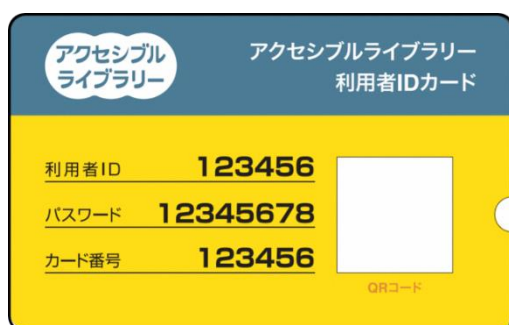 アクセシブル
ライブラリー
アクセシブルライブラリー
利用者IDカード
利用者ID 123456
パスワード 12345678
カード番号 123456
QRコード